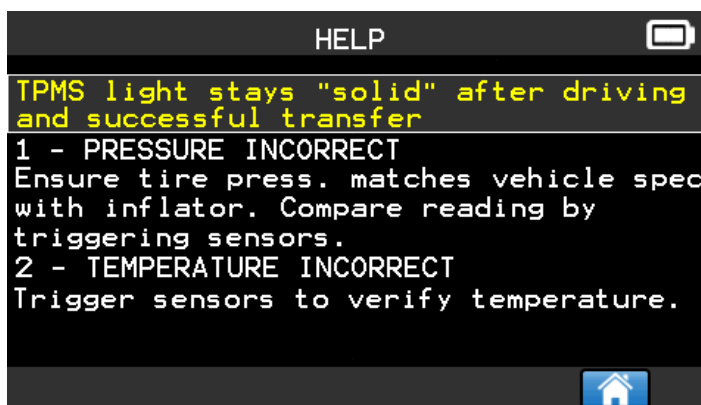 HELP
TPMS light stays "solid" after driving
and successful transfer
1 - PRESSURE INCORRECT
Ensure tire press. matches vehicle spec
with inflator. Compare reading by
triggering sensors.
2 - TEMPERATURE INCORRECT
Trigger sensors to verify temperature.